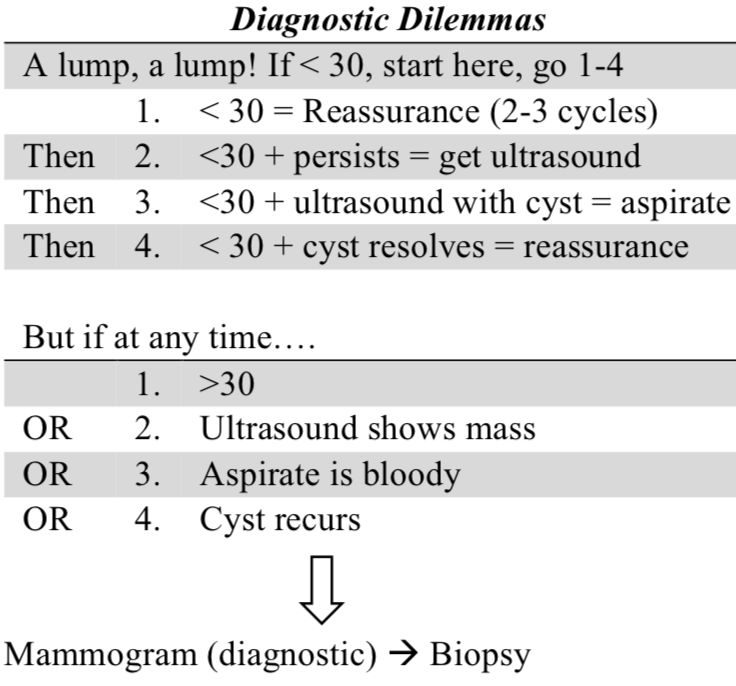 Diagnostic Dilemmas
A lump, a lump! If < 30, start here, go 1-4
1. < 30 = Reassurance (2-3 cycles)
Then 2. <30 + persists = get ultrasound
Then 3. <30 + ultrasound with cyst = aspirate
Then 4. < 30 + cyst resolves = reassurance
But if at any time….
1. >30
OR 2. Ultrasound shows mass
OR 3. Aspirate is bloody
OR 4. Cyst recurs
Mammogram (diagnostic) → Biopsy